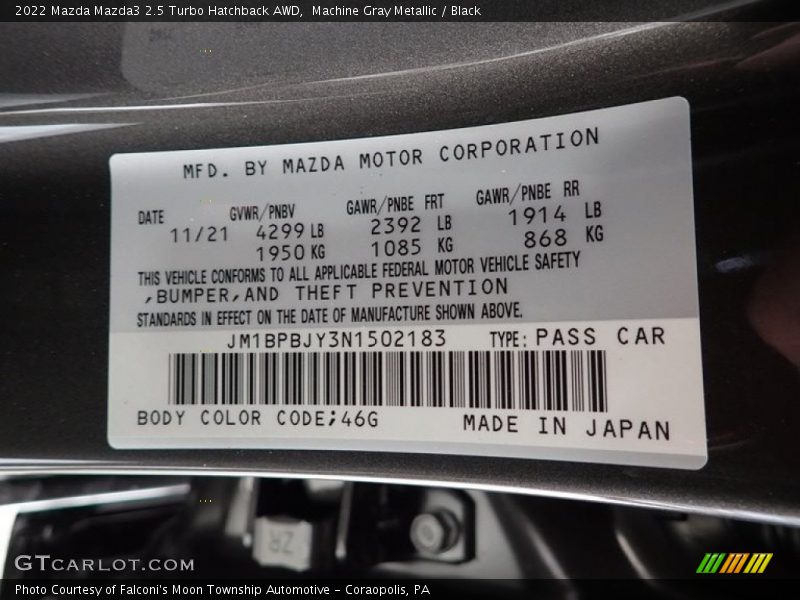 2022 Mazda Mazda3 2.5 Turbo Hatchback AWD, Machine Gray Metallic / Black
MFD. BY MAZDA MOTOR CORPORATION
DATE GVWR/PNBV GAWR/PNBE FRT GAWR/PNBE RR
11/21 4299 LB 2392 LB 1914 LB
1950 KG 1085 KG 868 KG
THIS VEHICLE CONFORMS TO ALL APPLICABLE FEDERAL MOTOR VEHICLE SAFETY
,BUMPER,AND THEFT PREVENTION
STANDARDS IN EFFECT ON THE DATE OF MANUFACTURE SHOWN ABOVE.
JM1BPBJY3N1502183 TYPE: PASS CAR
BODY COLOR CODE;46G MADE IN JAPAN
ZR
GTCARLOT.COM
Photo Courtesy of Falconi's Moon Township Automotive - Coraopolis, PA